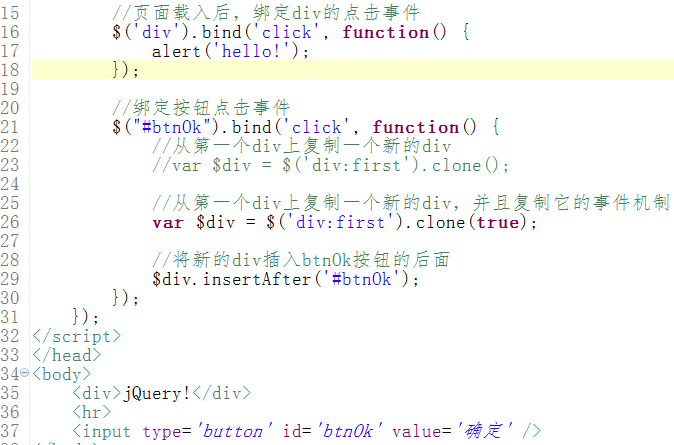 15 //页面载入后，绑定div的点击事件
16 $('div').bind('click', function() {
17 alert('hello!');
18 });
19
20 //绑定按钮点击事件
21 $("#btnOk").bind('click', function() {
22 //从第一个div上复制一个新的div
23 //var $div = $('div:first').clone();
24
25 //从第一个div上复制一个新的div，并且复制它的事件机制
26 var $div = $('div:first').clone(true);
27
28 //将新的div插入btnOk按钮的后面
29 $div.insertAfter('#btnOk');
30 });
31 });
32 </script>
33 </head>
34 <body>
35 <div>jQuery!</div>
36 <hr>
37 <input type='button' id='btnOk' value='确定' />